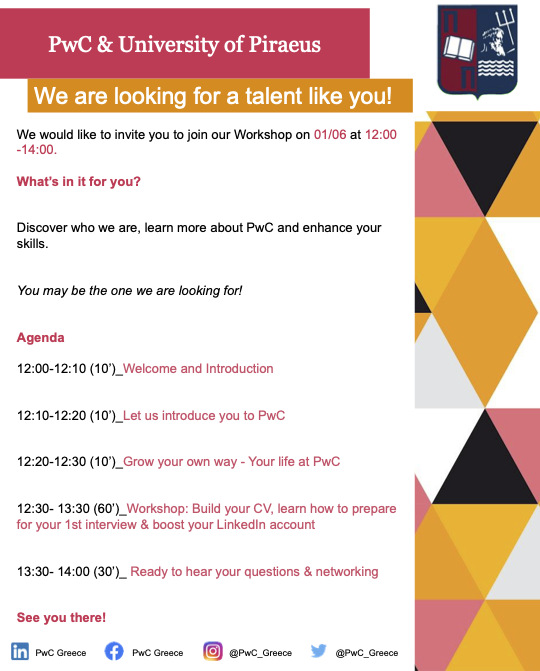 PwC & University of Piraeus
We are looking for a talent like you!
We would like to invite you to join our Workshop on 01/06 at 12:00
-14:00.
What's in it for you?
Discover who we are, learn more about PwC and enhance your
skills.
You may be the one we are looking for!
Agenda
12:00-12:10 (10')_Welcome and Introduction
12:10-12:20 (10')_Let us introduce you to PwC
12:20-12:30 (10')_Grow your own way - Your life at PwC
12:30- 13:30 (60')_Workshop: Build your CV, learn how to prepare
for your 1st interview & boost your LinkedIn account
13:30- 14:00 (30')_ Ready to hear your questions & networking
See you there!
in PwC Greece f PwC Greece @PwC_Greece @PwC_Greece